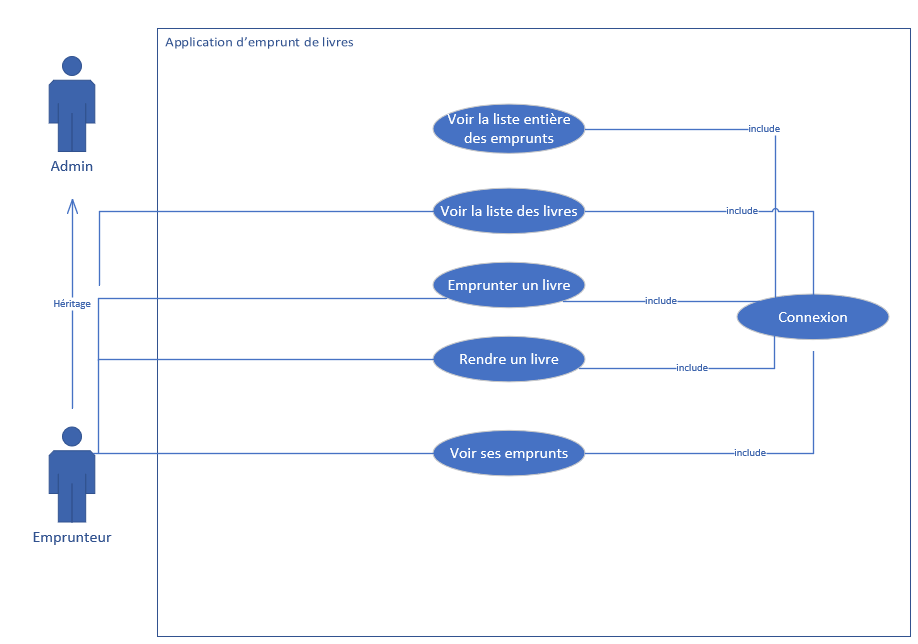 Application d'emprunt de livres
Admin
Voir la liste entière
des emprunts
include
Voir la liste des livres
include
Héritage
Emprunter un livre
include
Connexion
Rendre un livre
include
Voir ses emprunts
include
Emprunteur